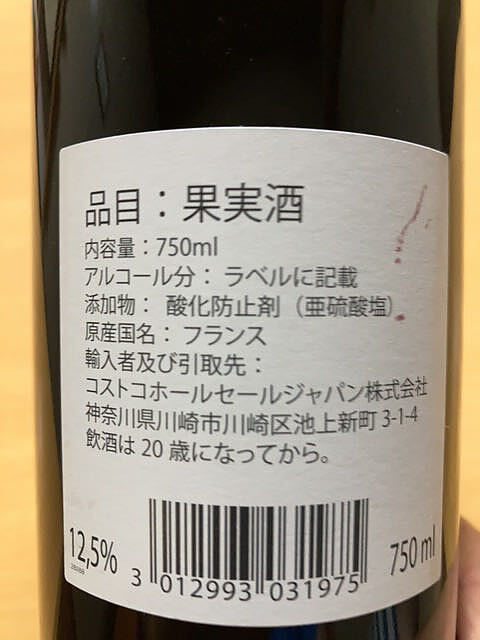 品目：果実酒
内容量：750ml
アルコール分： ラベルに記載
添加物： 酸化防止剤（亜硫酸塩）
原産国名： フランス
輸入者及び引取先：
コストコホールセールジャパン株式会社
神奈川県川崎市川崎区池上新町 3-1-4
飲酒は 20 歳になってから。
12,5%
750 ml
3 012993 031975